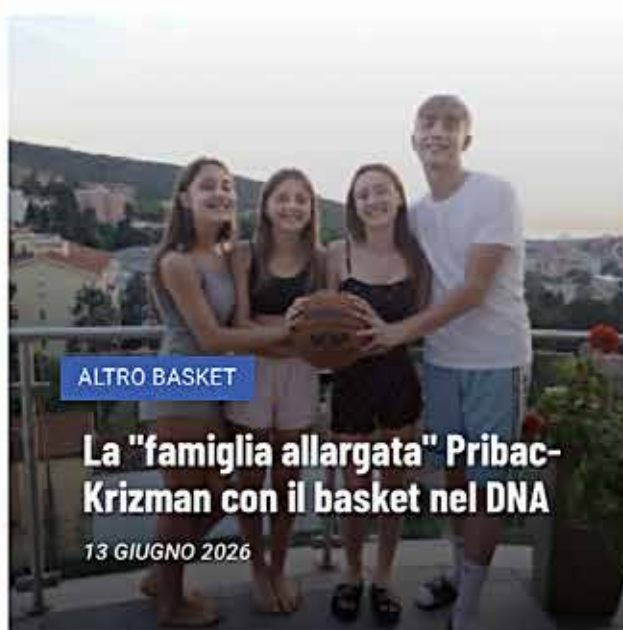 ALTRO BASKET
La "famiglia allargata" Pribac-
Krizman con il basket nel DNA
13 GIUGNO 2026